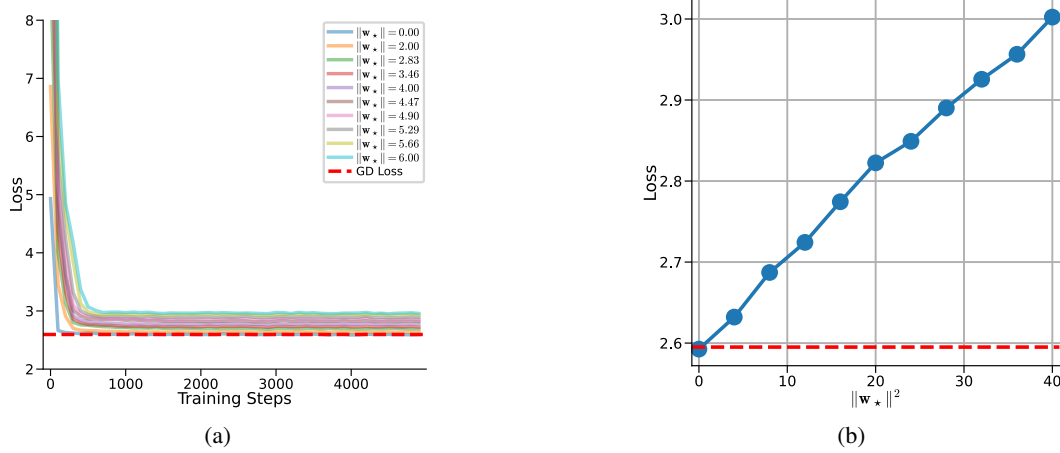 8
7
6
5
4
3
2
Loss
0
1000
2000
3000
4000
Training Steps
‖w⋆‖ = 0.00
‖w⋆‖ = 2.00
‖w⋆‖ = 2.83
‖w⋆‖ = 3.46
‖w⋆‖ = 4.00
‖w⋆‖ = 4.47
‖w⋆‖ = 4.90
‖w⋆‖ = 5.29
‖w⋆‖ = 5.66
‖w⋆‖ = 6.00
GD Loss
(a)
3.0
2.9
2.8
2.7
2.6
Loss
0
10
20
30
40
‖w⋆‖²
(b)